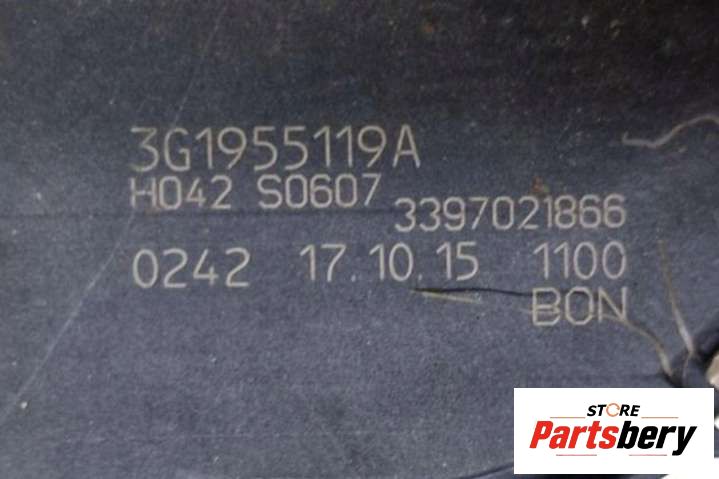 3G1955119A
H042 S0607
3397021866
0242 17.10.15 1100
BON
STORE
Partsbery